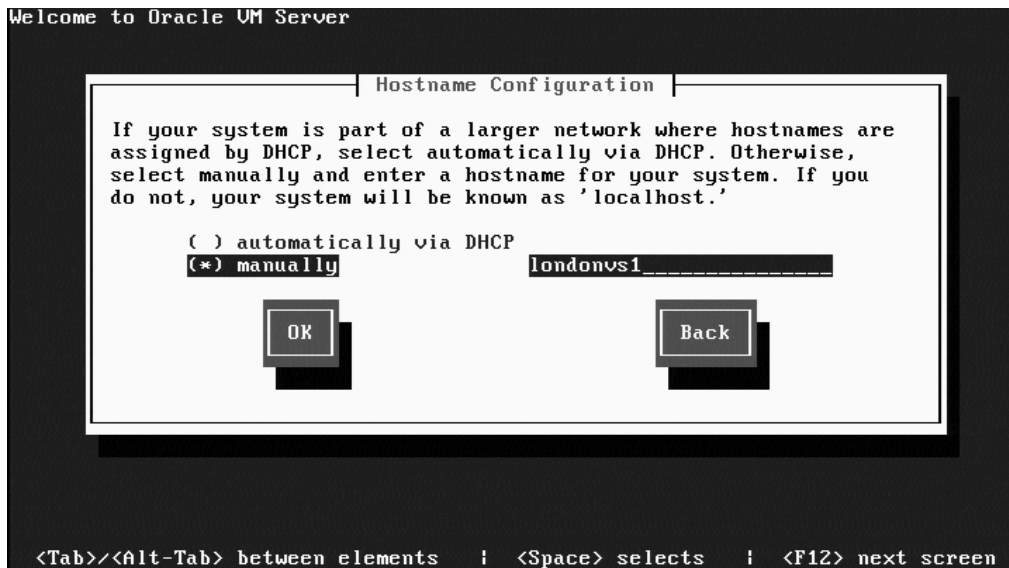 Welcome to Oracle VM Server
Hostname Configuration
If your system is part of a larger network where hostnames are
assigned by DHCP, select automatically via DHCP. Otherwise,
select manually and enter a hostname for your system. If you
do not, your system will be known as 'localhost.'
( ) automatically via DHCP
(*) manually londonvs1_______________
OK Back
<Tab>/<Alt-Tab> between elements | <Space> selects | <F12> next screen